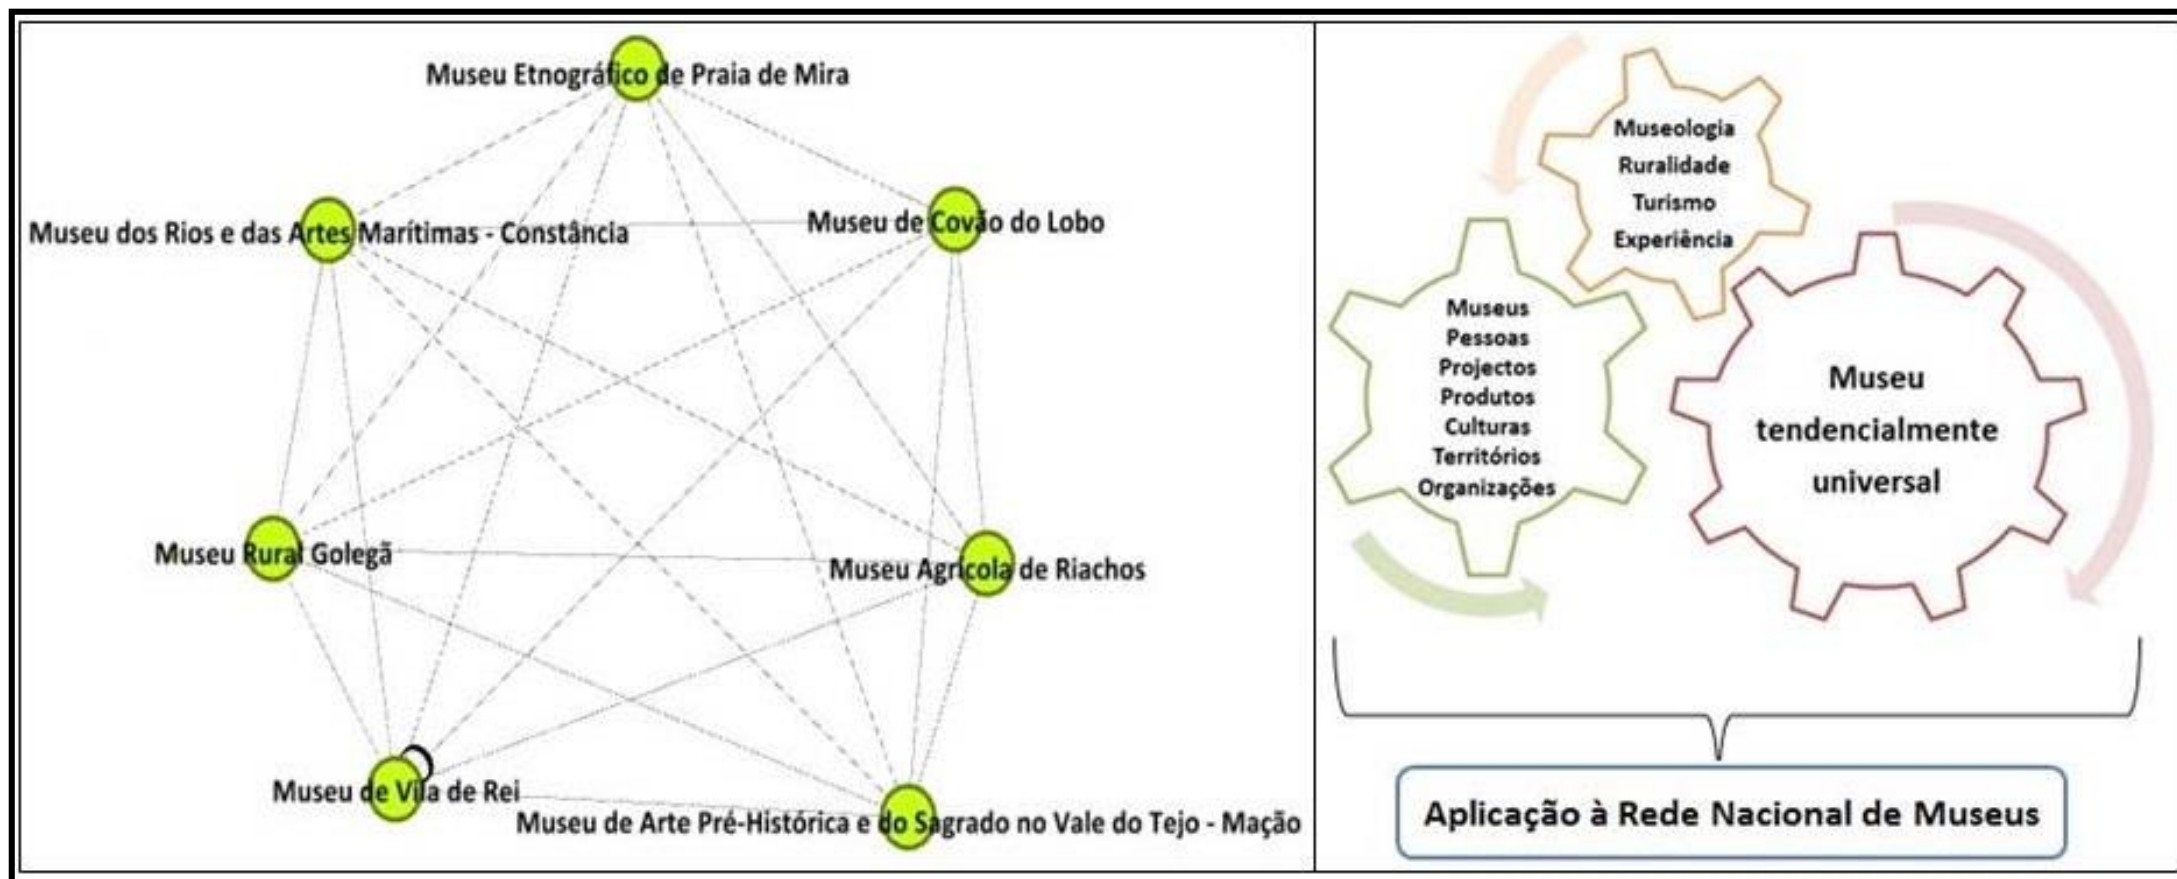 Museu Etnográfico de Praia de Mira
Museu dos Rios e das Artes Marítimas - Constância
Museu de Covão do Lobo
Museu Rural Golegã
Museu Agrícola de Riachos
Museu de Vila de Rei
Museu de Arte Pré-Histórica e do Sagrado no Vale do Tejo - Mação
Museologia
Ruralidade
Turismo
Experiência
Museus
Pessoas
Projectos
Produtos
Culturas
Territórios
Organizações
Museu
tendencialmente
universal
Aplicação à Rede Nacional de Museus